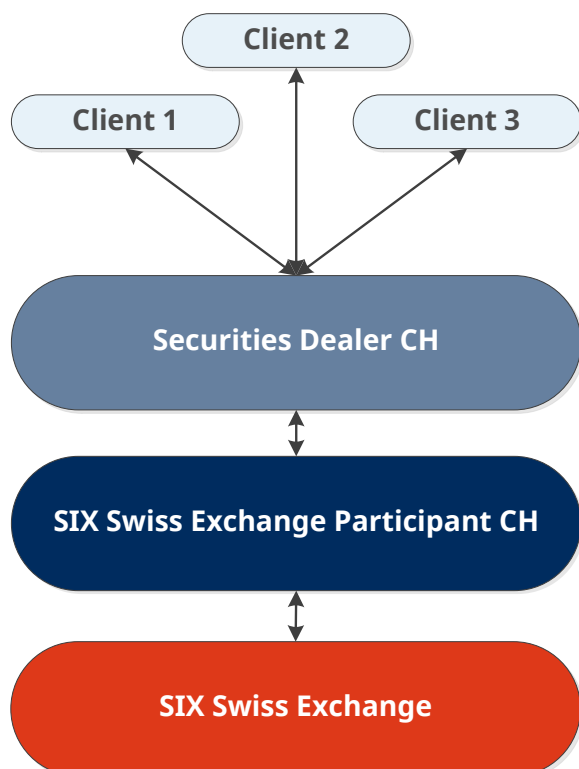 Client 2
Client 1
Client 3
Securities Dealer CH
SIX Swiss Exchange Participant CH
SIX Swiss Exchange